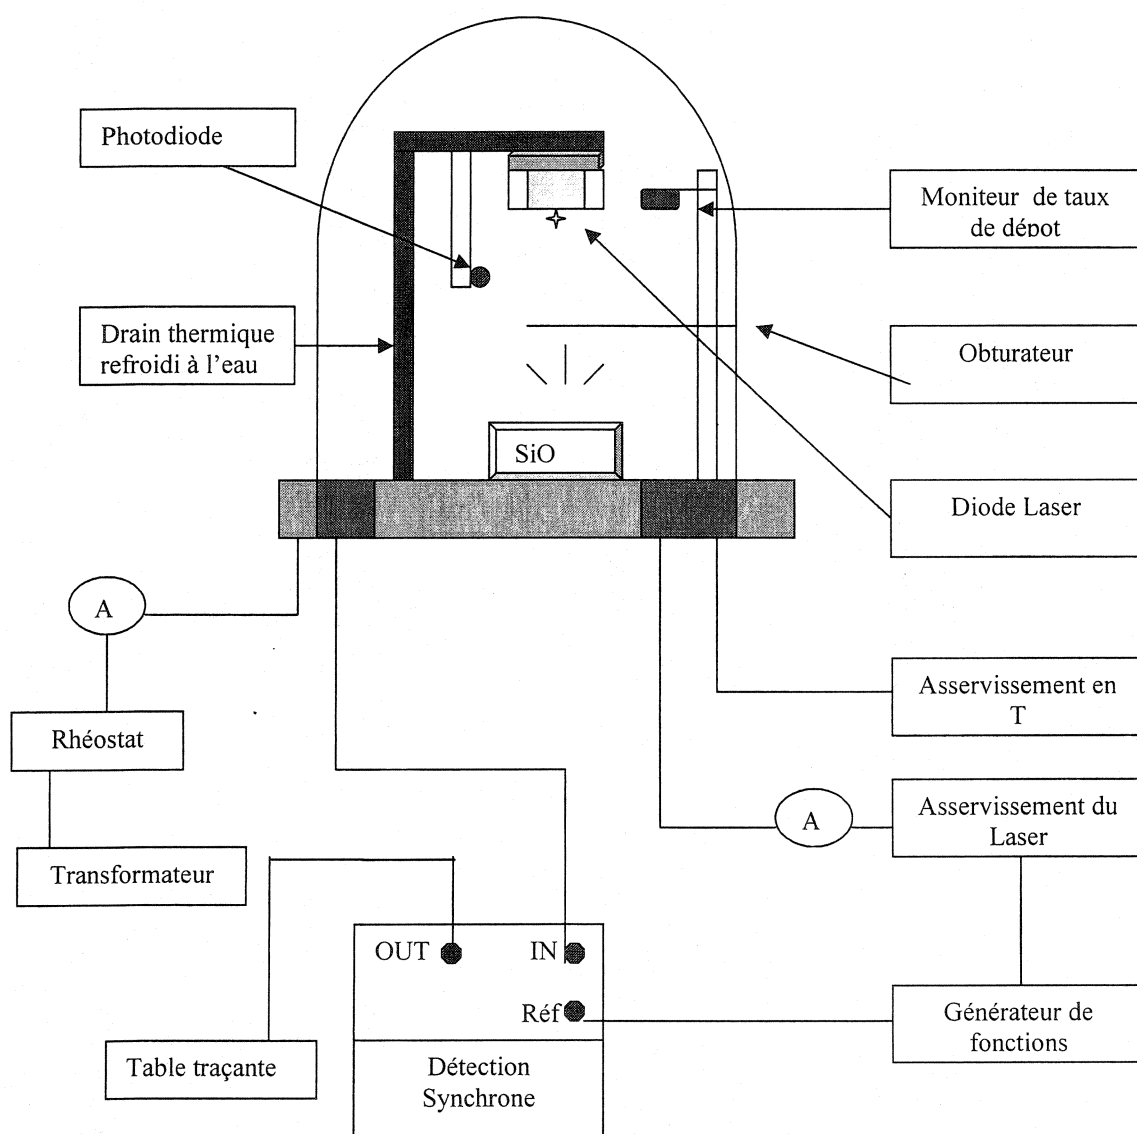 Photodiode
Moniteur de taux
de dépot
Drain thermique
refroidi à l'eau
Obturateur
SiO
Diode Laser
A
Asservissement en
T
Rhéostat
A
Asservissement du
Laser
Transformateur
OUT
IN
Réf
Générateur de
fonctions
Table traçante
Détection
Synchrone